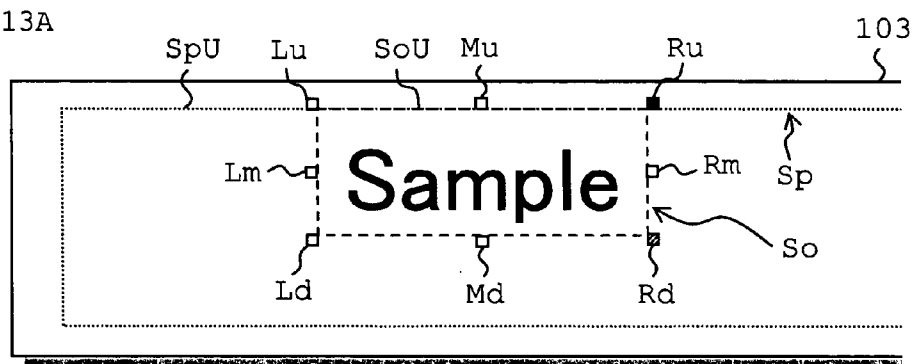 13A
103
SpU Lu SoU Mu Ru
Lm Sample Rm Sp
So
Ld Md Rd